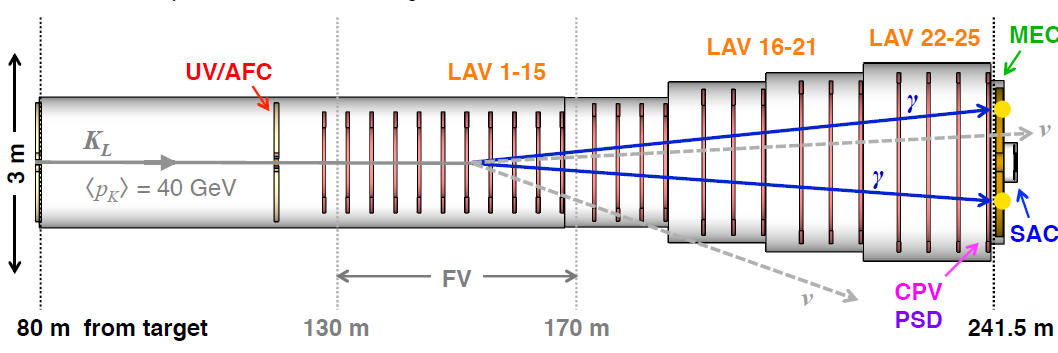 MEC
LAV 22-25
LAV 16-21
UV/AFC
LAV 1-15
γ
ν
K_L
3 m
⟨p_K⟩ = 40 GeV
γ
SAC
FV
ν
CPV
PSD
80 m from target
130 m
170 m
241.5 m